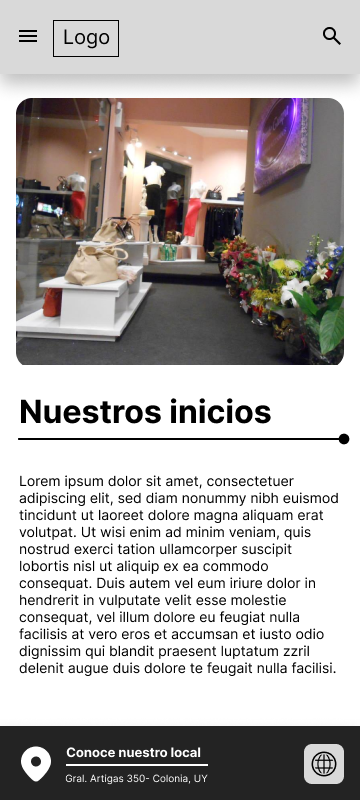 Logo
Nuestros inicios
Lorem ipsum dolor sit amet, consectetuer
adipiscing elit, sed diam nonummy nibh euismod
tincidunt ut laoreet dolore magna aliquam erat
volutpat. Ut wisi enim ad minim veniam, quis
nostrud exerci tation ullamcorper suscipit
lobortis nisl ut aliquip ex ea commodo
consequat. Duis autem vel eum iriure dolor in
hendrerit in vulputate velit esse molestie
consequat, vel illum dolore eu feugiat nulla
facilisis at vero eros et accumsan et iusto odio
dignissim qui blandit praesent luptatum zzril
delenit augue duis dolore te feugait nulla facilisi.
Conoce nuestro local
Gral. Artigas 350- Colonia, UY